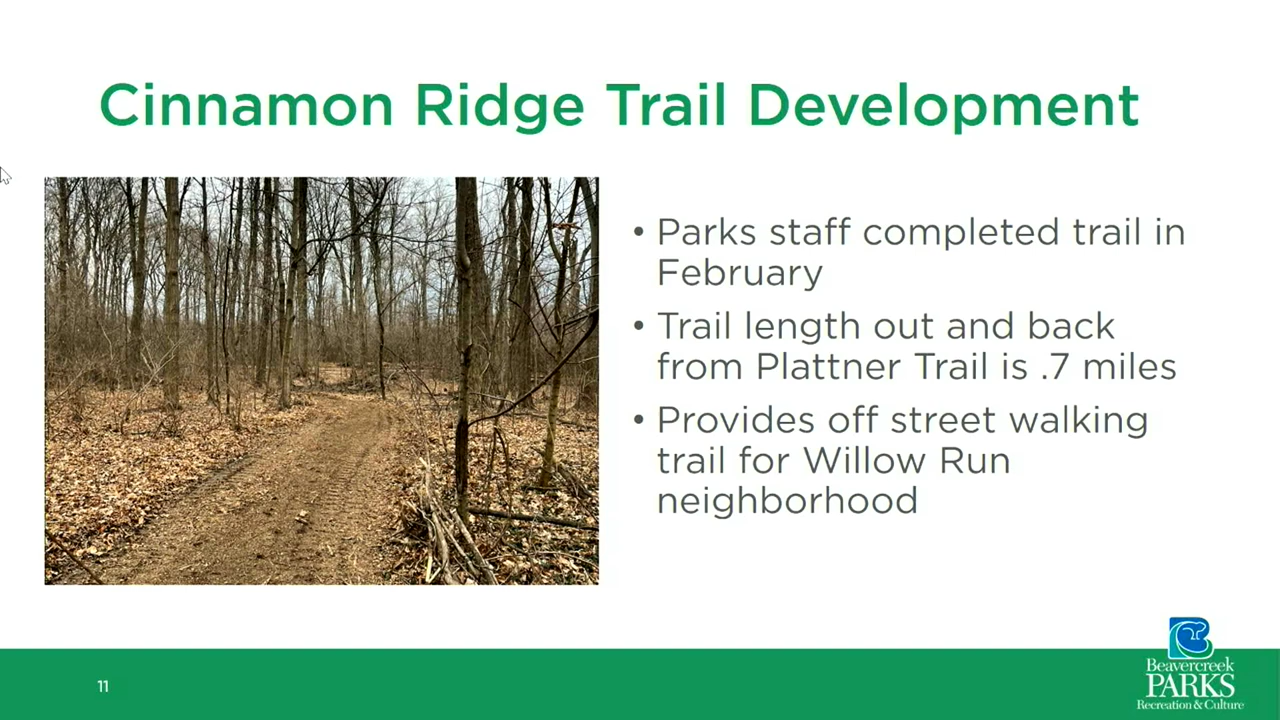 Cinnamon Ridge Trail Development
• Parks staff completed trail in
February
• Trail length out and back
from Plattner Trail is .7 miles
• Provides off street walking
trail for Willow Run
neighborhood
11
Beavercreek
PARKS
Recreation & Culture